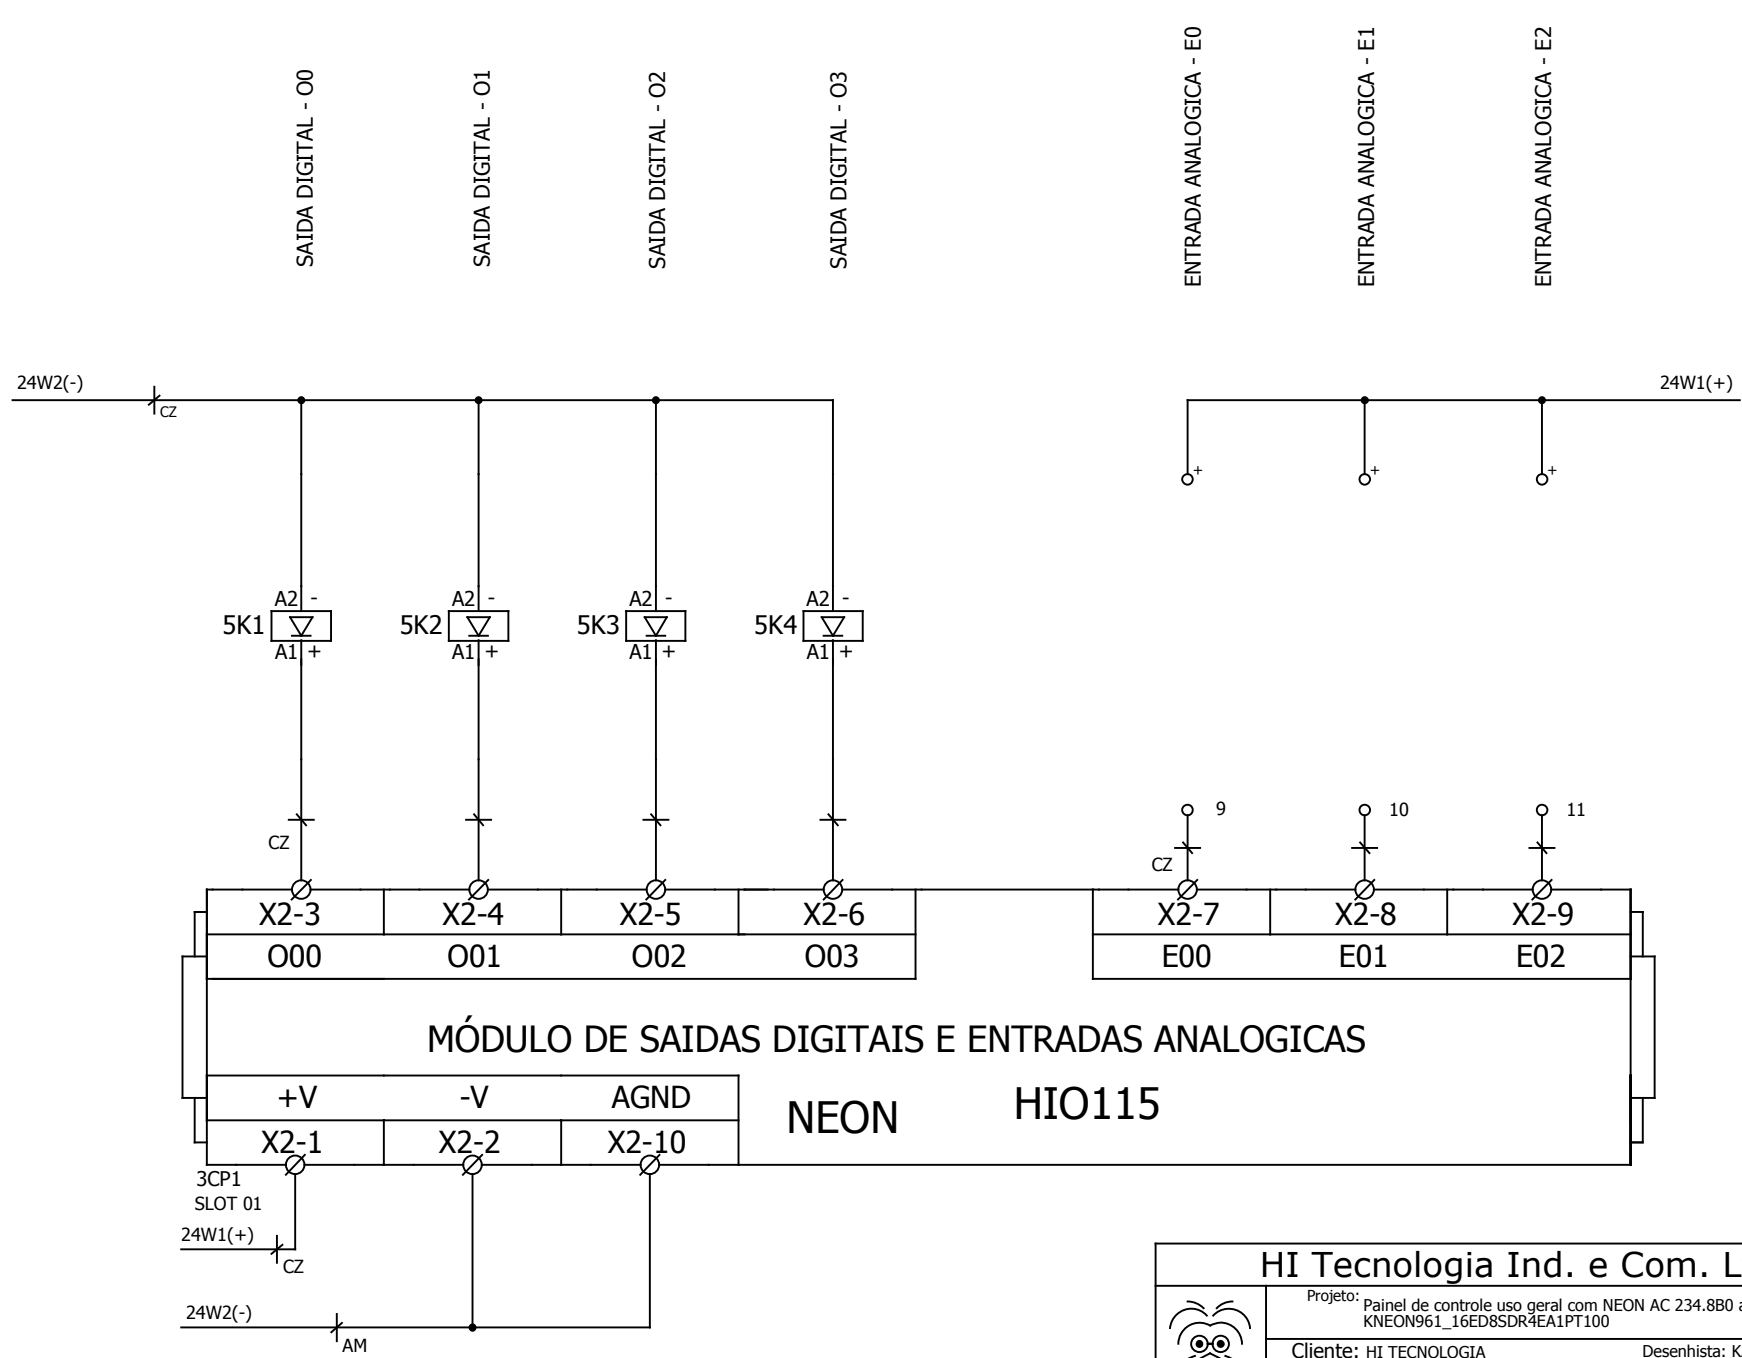 SAIDA DIGITAL - O0
SAIDA DIGITAL - O1
SAIDA DIGITAL - O2
SAIDA DIGITAL - O3
ENTRADA ANALOGICA - E0
ENTRADA ANALOGICA - E1
ENTRADA ANALOGICA - E2
24W2(-)
CZ
24W1(+)
+ + +
A2 - A2 - A2 - A2 -
5K1 5K2 5K3 5K4
A1 + A1 + A1 + A1 +
9 10 11
CZ CZ
X2-3 X2-4 X2-5 X2-6 X2-7 X2-8 X2-9
O00 O01 O02 O03 E00 E01 E02
MÓDULO DE SAIDAS DIGITAIS E ENTRADAS ANALOGICAS
+V -V AGND
NEON HIO115
X2-1 X2-2 X2-10
3CP1
SLOT 01
24W1(+)
CZ
24W2(-)
AM
HI Tecnologia Ind. e Com. L
Projeto: Painel de controle uso geral com NEON AC 234.8B0 a
KNEON961_16ED8SDR4EA1PT100
Cliente: HI TECNOLOGIA
Desenhista: K